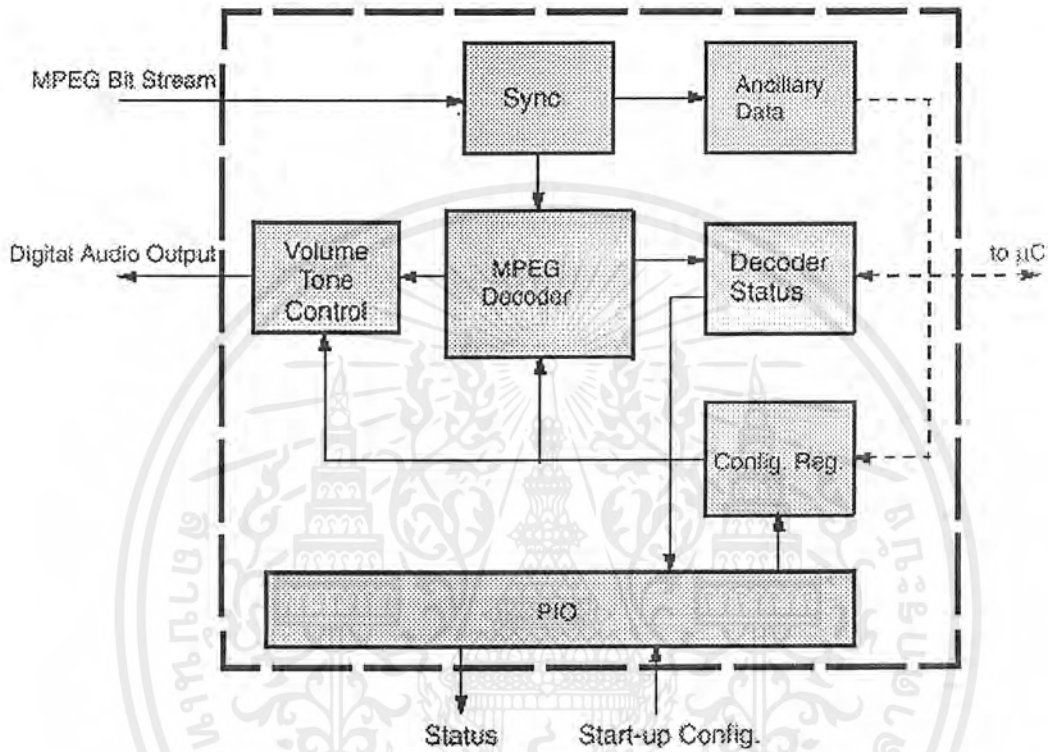 MPEG Bit Stream
Sync
Ancillary
Data
Digital Audio Output
Volume
Tone
Control
MPEG
Decoder
Decoder
Status
to µC
Config. Reg.
PIO
Status
Start-up Config.